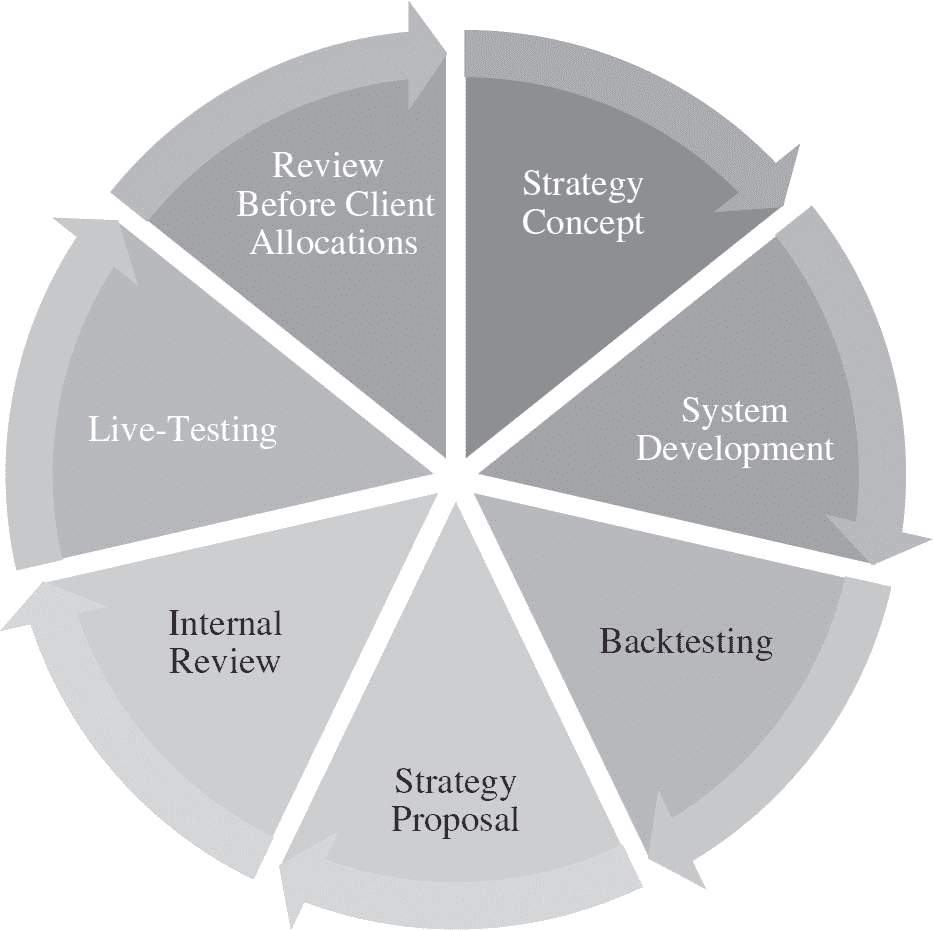 Strategy
Concept
System
Development
Backtesting
Strategy
Proposal
Internal
Review
Live-Testing
Review
Before Client
Allocations